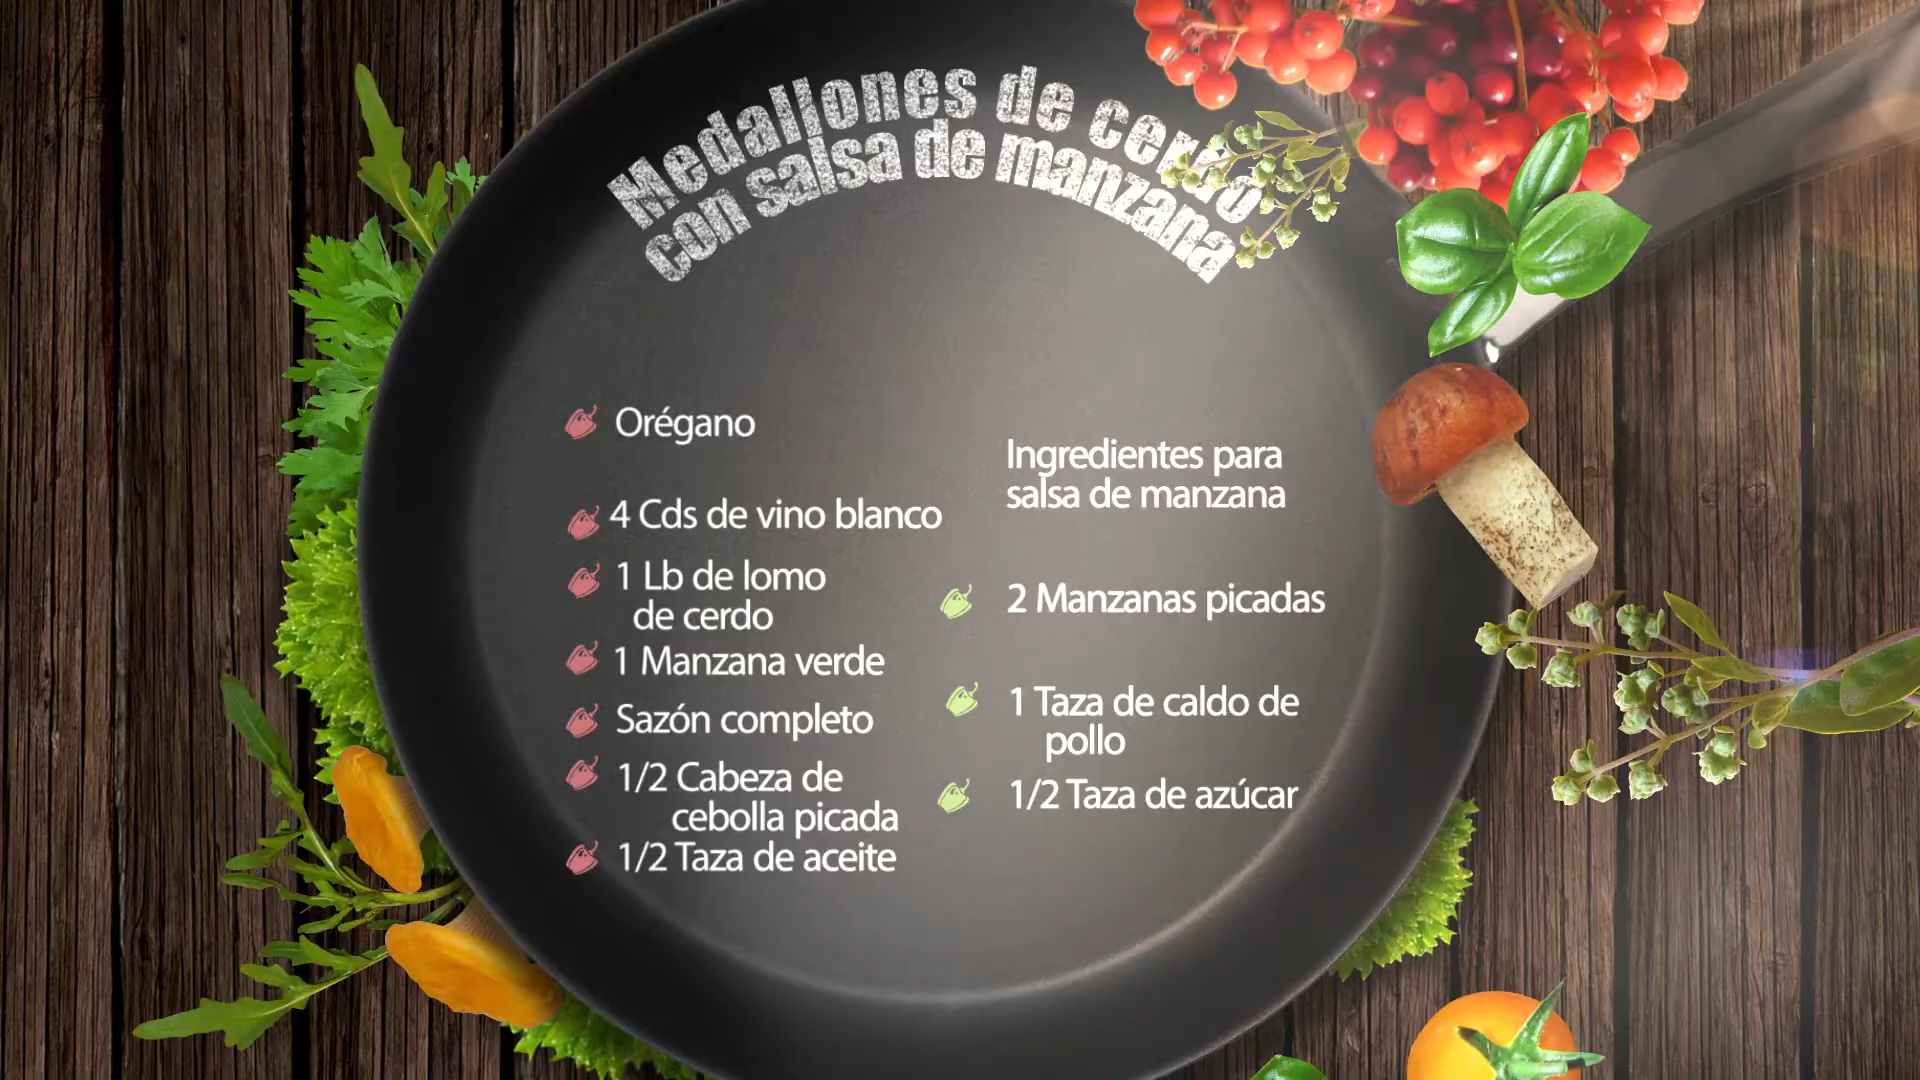 Medallones de cerdo
con salsa de manzana
Orégano
4 Cds de vino blanco
1 Lb de lomo
de cerdo
1 Manzana verde
Sazón completo
1/2 Cabeza de
cebolla picada
1/2 Taza de aceite
Ingredientes para
salsa de manzana
2 Manzanas picadas
1 Taza de caldo de
pollo
1/2 Taza de azúcar